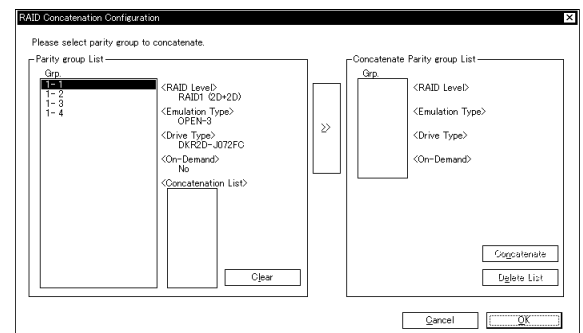 RAID Concatenation Configuration
Please select parity group to concatenate.
Parity group List
Grp.
1- 1
1- 2
1- 3
1- 4
<RAID Level>
RAID1 (2D+2D)
<Emulation Type>
OPEN-3
<Drive Type>
DKR2D-J072FC
<On-Demand>
No
<Concatenation List>
Clear
>>
Concatenate Parity group List
Grp.
<RAID Level>
<Emulation Type>
<Drive Type>
<On-Demand>
Concatenate
Delete List
Cancel
OK